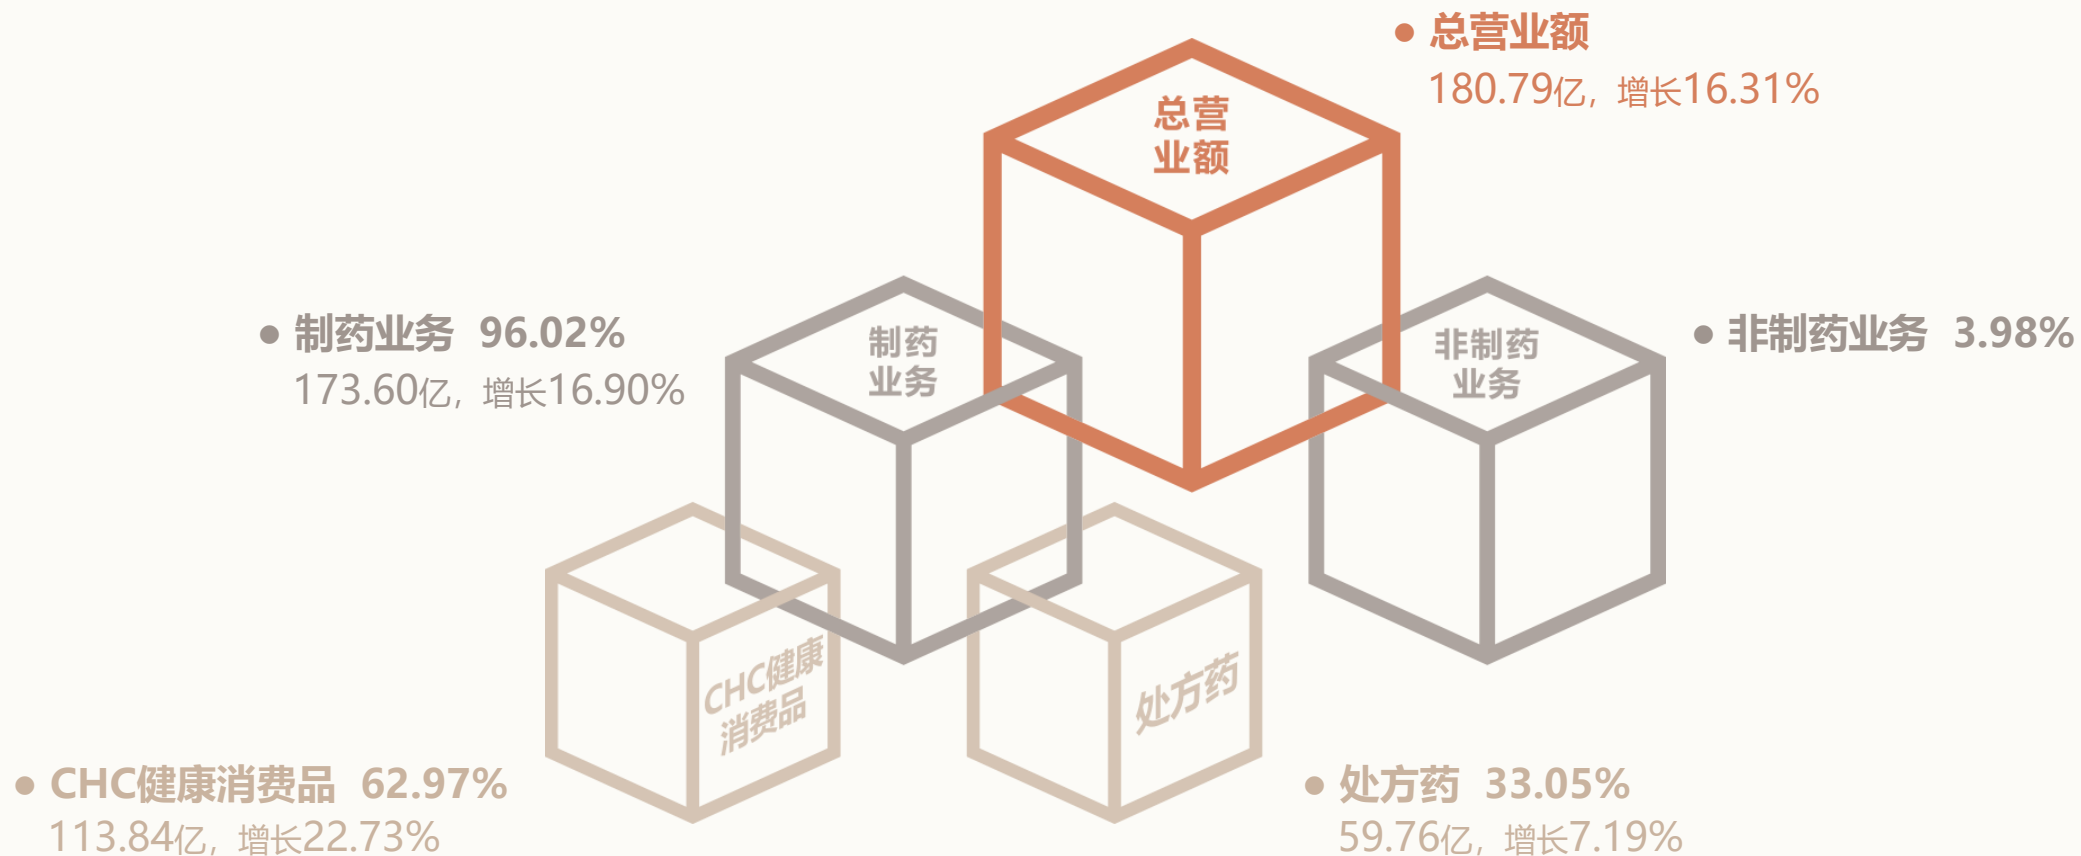 总营业额
180.79亿，增长16.31%
总营
业额
制药业务 96.02%
173.60亿，增长16.90%
制药
业务
非制药
业务
非制药业务 3.98%
CHC健康
消费品
处方药
CHC健康消费品 62.97%
113.84亿，增长22.73%
处方药 33.05%
59.76亿，增长7.19%